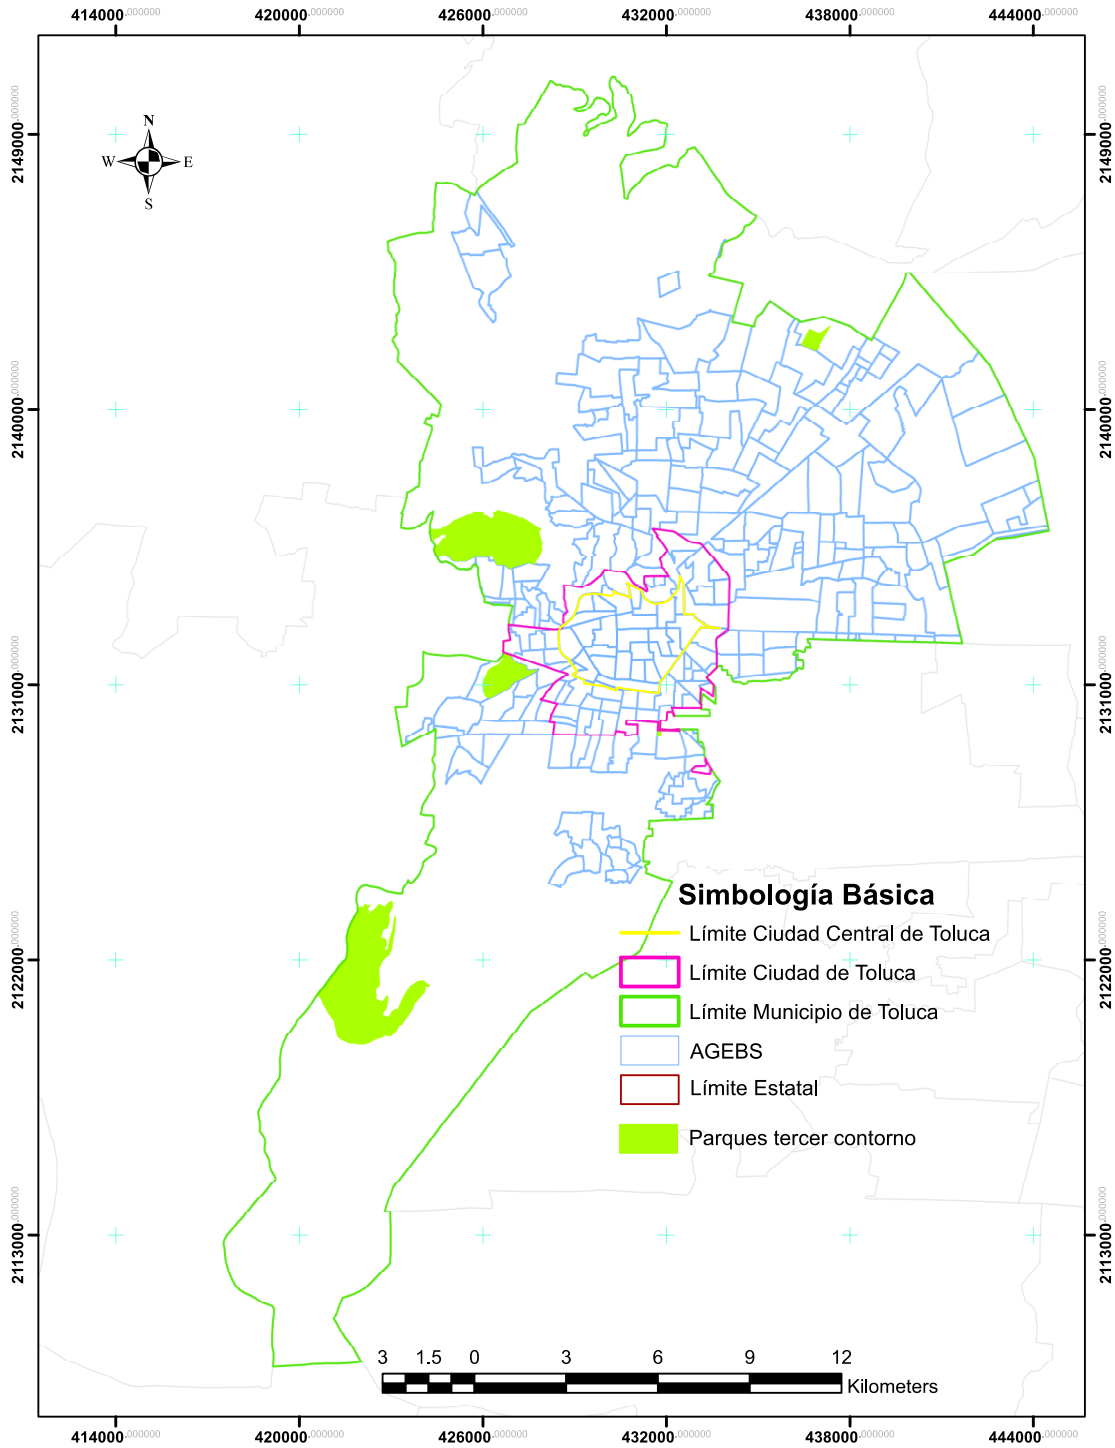 414000.000000 420000.000000 426000.000000 432000.000000 438000.000000 444000.000000
2149000.000000
2149000.000000
N
W E
S
2140000.000000
2140000.000000
2131000.000000
2131000.000000
Simbología Básica
Límite Ciudad Central de Toluca
Límite Ciudad de Toluca
Límite Municipio de Toluca
AGEBS
Límite Estatal
Parques tercer contorno
2122000.000000
2122000.000000
2113000.000000
2113000.000000
3 1.5 0 3 6 9 12
Kilometers
414000.000000 420000.000000 426000.000000 432000.000000 438000.000000 444000.000000